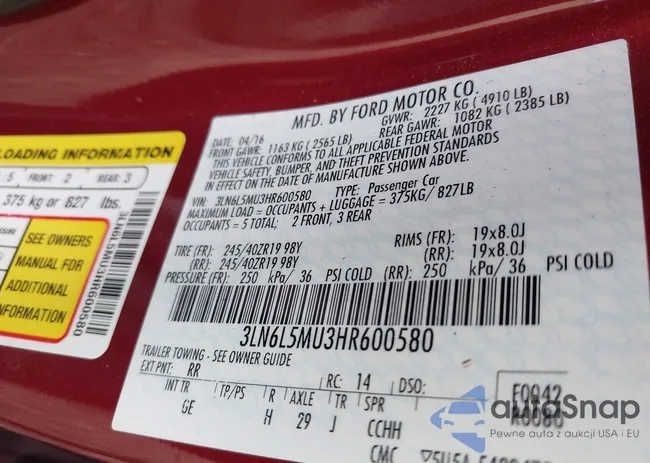 MFD. BY FORD MOTOR CO.
DATE: 04/16 GVWR: 2227 KG ( 4910 LB)
FRONT GAWR: 1163 KG ( 2565 LB) REAR GAWR: 1082 KG ( 2385 LB)
THIS VEHICLE CONFORMS TO ALL APPLICABLE FEDERAL MOTOR
VEHICLE SAFETY, BUMPER, AND THEFT PREVENTION STANDARDS
IN EFFECT ON THE DATE OF MANUFACTURE SHOWN ABOVE.
VIN: 3LN6L5MU3HR600580 TYPE: Passenger Car
MAXIMUM LOAD = OCCUPANTS + LUGGAGE = 375KG/ 827LB
OCCUPANTS = 5 TOTAL; 2 FRONT, 3 REAR
TIRE (FR): 245/40ZR19 98Y RIMS (FR): 19x8.0J
(RR): 245/40ZR19 98Y (RR): 19x8.0J
PRESSURE (FR): 250 kPa/ 36 PSI COLD (RR): 250 kPa/ 36 PSI COLD
3LN6L5MU3HR600580
TRAILER TOWING - SEE OWNER GUIDE
EXT PNT: RR RC: 14 DSO:
INT TR TP/PS R AXLE TR SPR
GE H 29 J CCHH
CMC
F0042
LOADING INFORMATION
: 5 FRONT: 2 REAR: 3
375 kg or 827 lbs.
SEE OWNERS
MANUAL FOR
ADDITIONAL
INFORMATION
3LN6L5MU3HR600580
autoSnap
Pewne auta z aukcji USA i EU